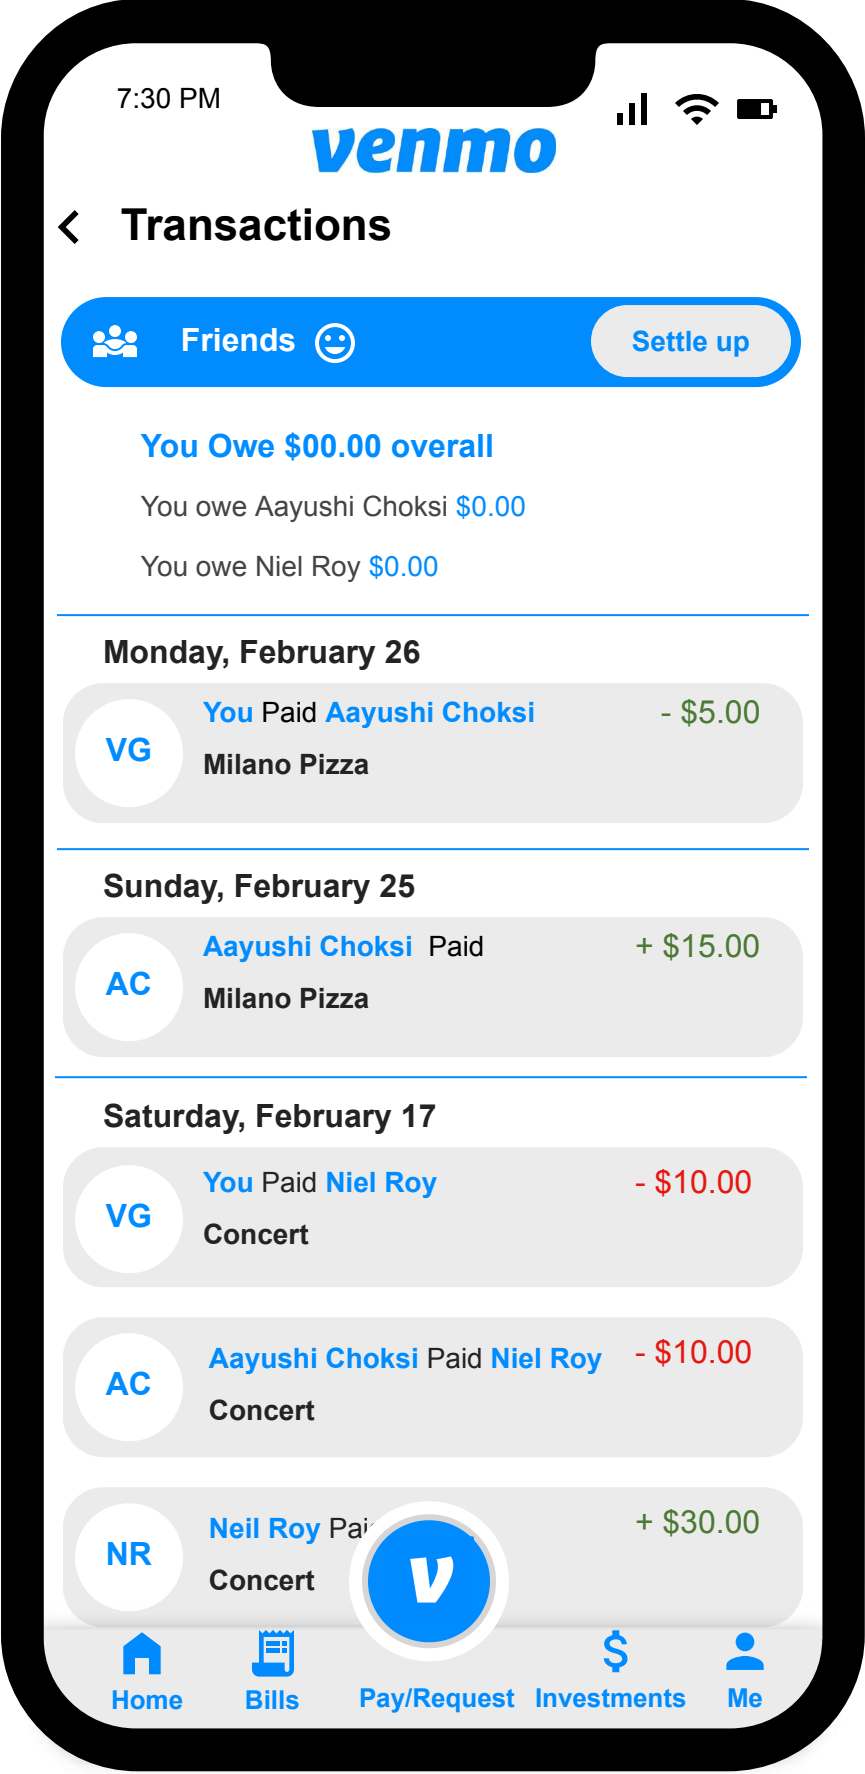 7:30 PM
venmo
Transactions
Friends
Settle up
You Owe $00.00 overall
You owe Aayushi Choksi $0.00
You owe Niel Roy $0.00
Monday, February 26
VG
You Paid Aayushi Choksi
- $5.00
Milano Pizza
Sunday, February 25
AC
Aayushi Choksi Paid
+ $15.00
Milano Pizza
Saturday, February 17
VG
You Paid Niel Roy
- $10.00
Concert
AC
Aayushi Choksi Paid Niel Roy
- $10.00
Concert
NR
Neil Roy
+ $30.00
Concert
v
$
Home
Bills
Pay/Request
Investments
Me